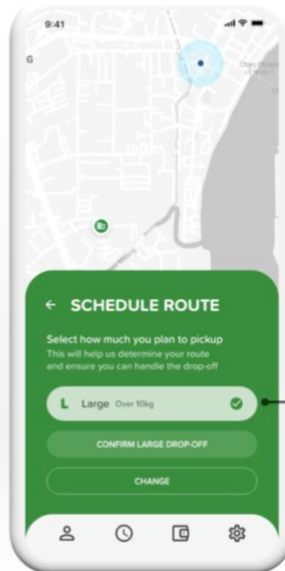 9:41
G
SCHEDULE ROUTE
Select how much you plan to pickup
This will help us determine your route
and ensure you can handle the drop-off
L Large Over 10kg
CONFIRM LARGE DROP-OFF
CHANGE